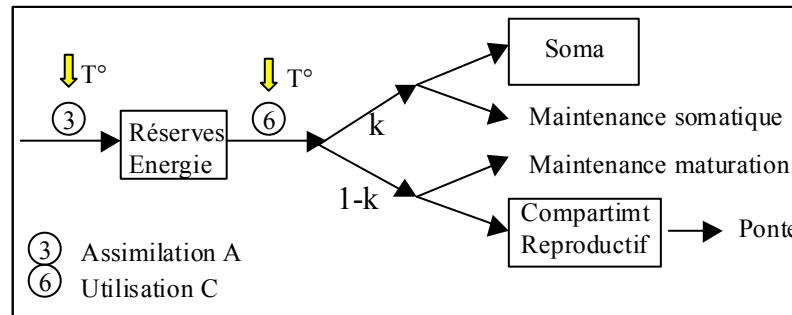 T°
T°
3
Réserves
Energie
6
k
1-k
Soma
Maintenance somatique
Maintenance maturation
Compartimt
Reproductif
Ponte
3 Assimilation A
6 Utilisation C